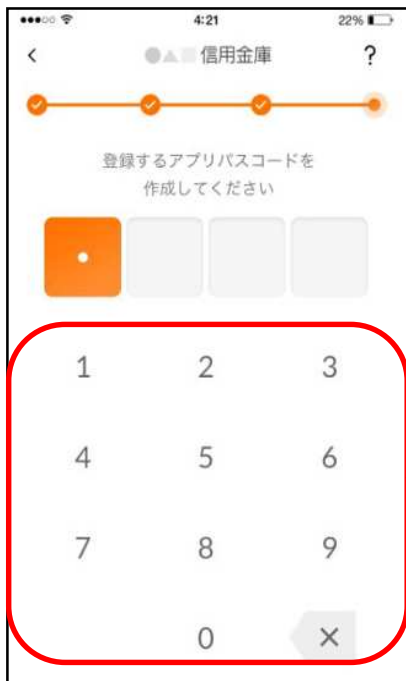 4:21 22%
●▲■信用金庫 ?
登録するアプリパスコードを
作成してください
1 2 3
4 5 6
7 8 9
0